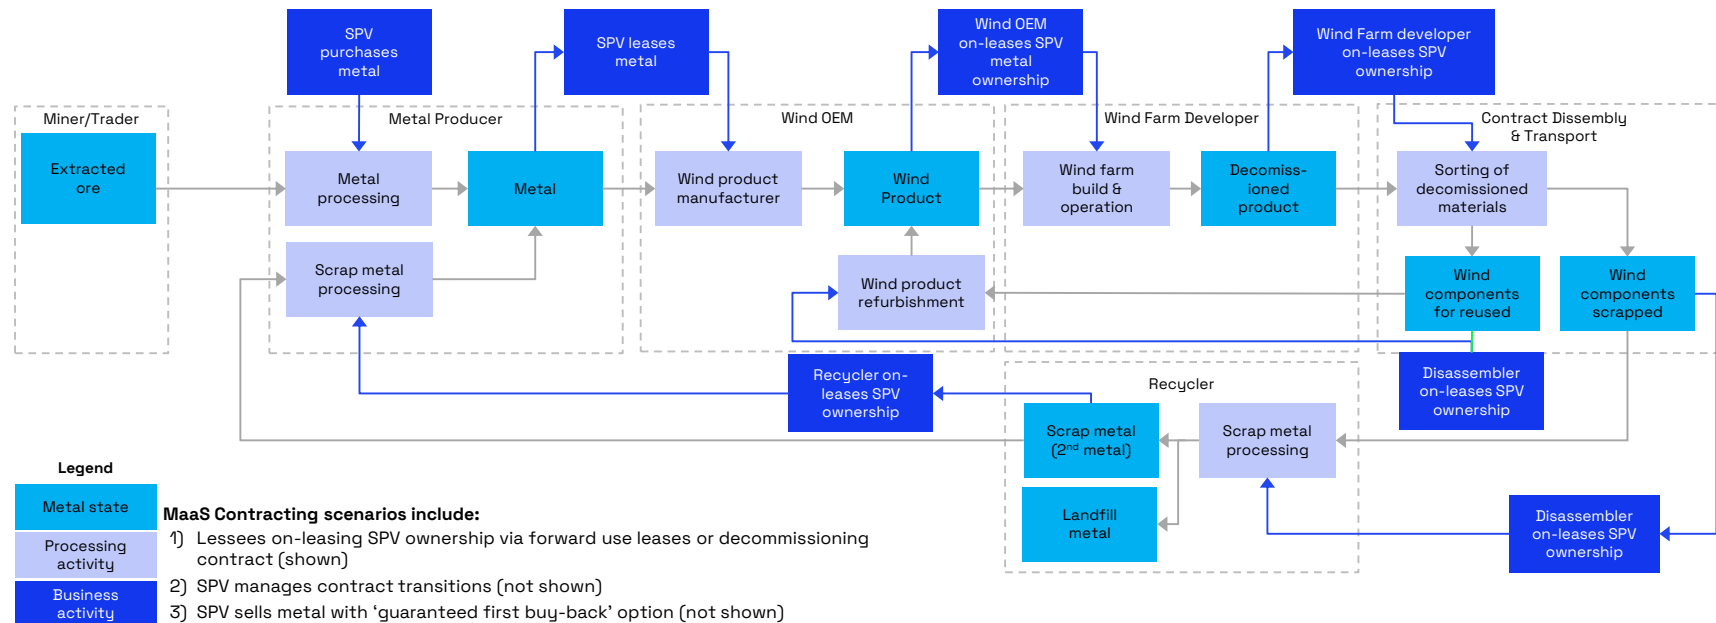 SPV
purchases
metal
SPV leases
metal
Wind OEM
on-leases SPV
metal
ownership
Wind Farm developer
on-leases SPV
ownership
Miner/Trader
Metal Producer
Wind OEM
Wind Farm Developer
Contract Dissembly
& Transport
Extracted
ore
Metal
processing
Metal
Wind product
manufacturer
Wind
Product
Wind farm
build &
operation
Decomiss-
ioned
product
Sorting of
decomissioned
materials
Scrap metal
processing
Wind product
refurbishment
Wind
components
for reused
Wind
components
scrapped
Recycler on-
leases SPV
ownership
Recycler
Disassembler
on-leases SPV
ownership
Scrap metal
(2nd metal)
Scrap metal
processing
Landfill
metal
Disassembler
on-leases SPV
ownership
Legend
Metal state
Processing
activity
Business
activity
MaaS Contracting scenarios include:
1) Lessees on-leasing SPV ownership via forward use leases or decommissioning
contract (shown)
2) SPV manages contract transitions (not shown)
3) SPV sells metal with ‘guaranteed first buy-back’ option (not shown)